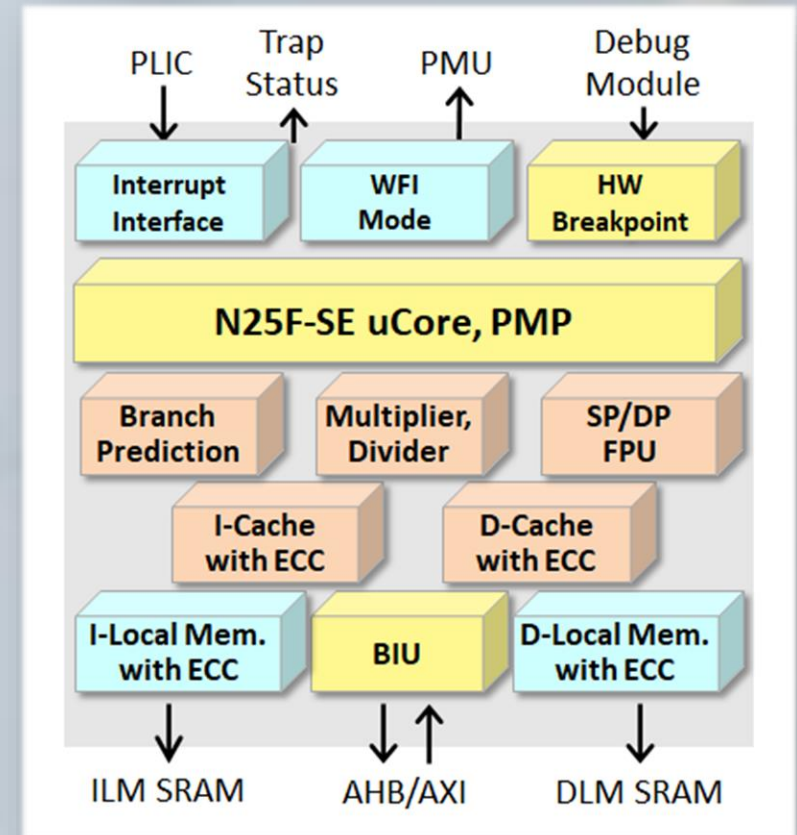 PLIC
Trap
Status
PMU
Debug
Module
Interrupt
Interface
WFI
Mode
HW
Breakpoint
N25F-SE uCore, PMP
Branch
Prediction
Multiplier,
Divider
SP/DP
FPU
I-Cache
with ECC
D-Cache
with ECC
I-Local Mem.
with ECC
BIU
D-Local Mem.
with ECC
ILM SRAM
AHB/AXI
DLM SRAM